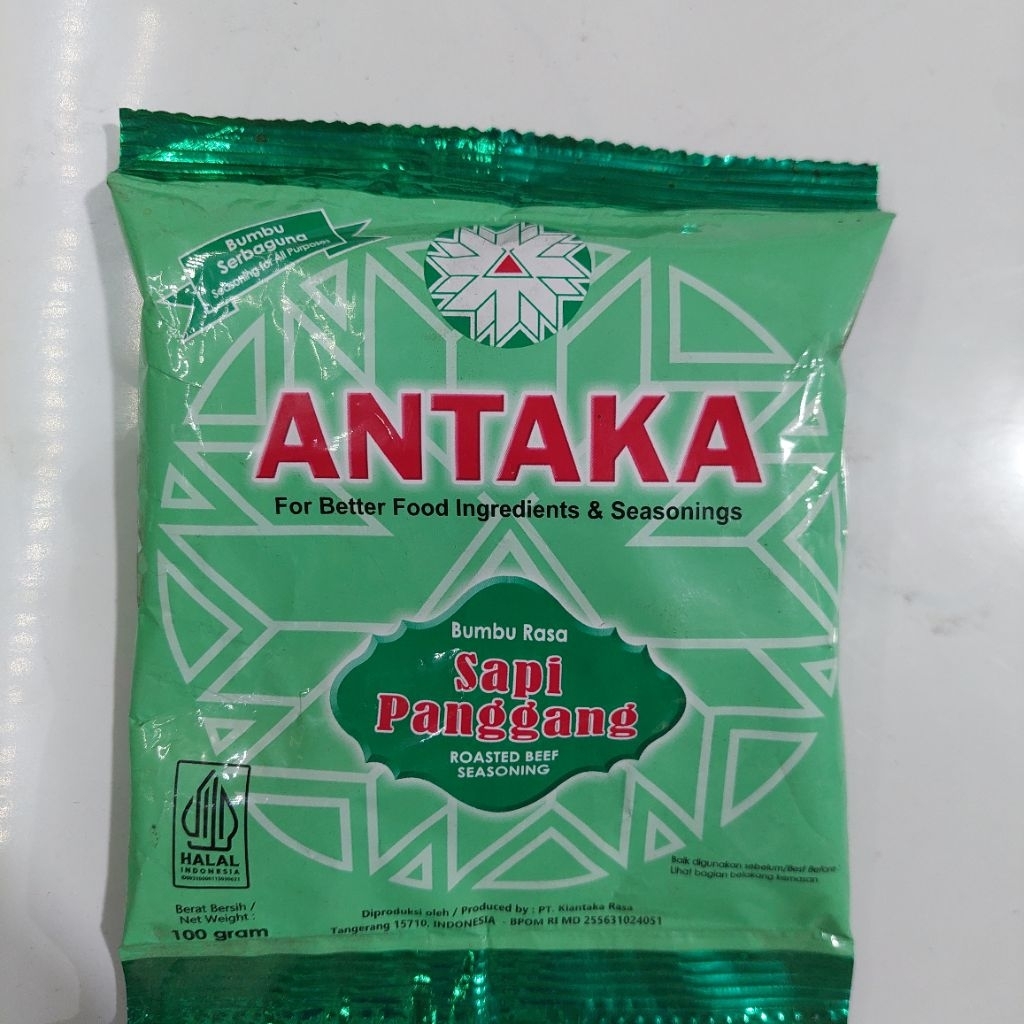 Bumbu
Serbaguna
Seasoning for All Purposes
ANTAKA
For Better Food Ingredients & Seasonings
Bumbu Rasa
Sapi
Panggang
ROASTED BEEF
SEASONING
HALAL
INDONESIA
Berat Bersih /
Net Weight :
100 gram
Diproduksi oleh / Produced by : PT. Kiantaka Rasa
Tangerang 15710, INDONESIA - BPOM RI MD 255631024051
Baik digunakan sebelum/Best Before
Lihat bagian belakang kemasan